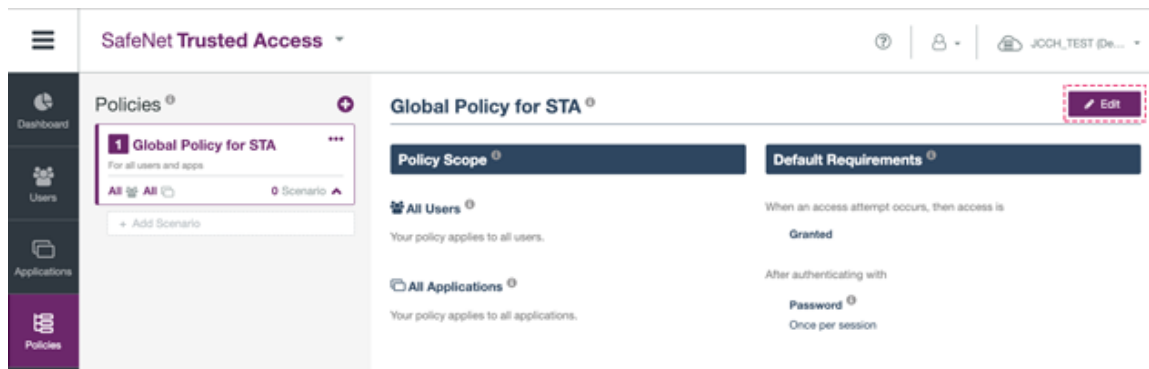 SafeNet Trusted Access
JCCH_TEST (De...
Dashboard
Users
Applications
Policies
Policies
1 Global Policy for STA
For all users and apps
All All 0 Scenario
+ Add Scenario
Global Policy for STA
Edit
Policy Scope
All Users
Your policy applies to all users.
All Applications
Your policy applies to all applications.
Default Requirements
When an access attempt occurs, then access is
Granted
After authenticating with
Password
Once per session